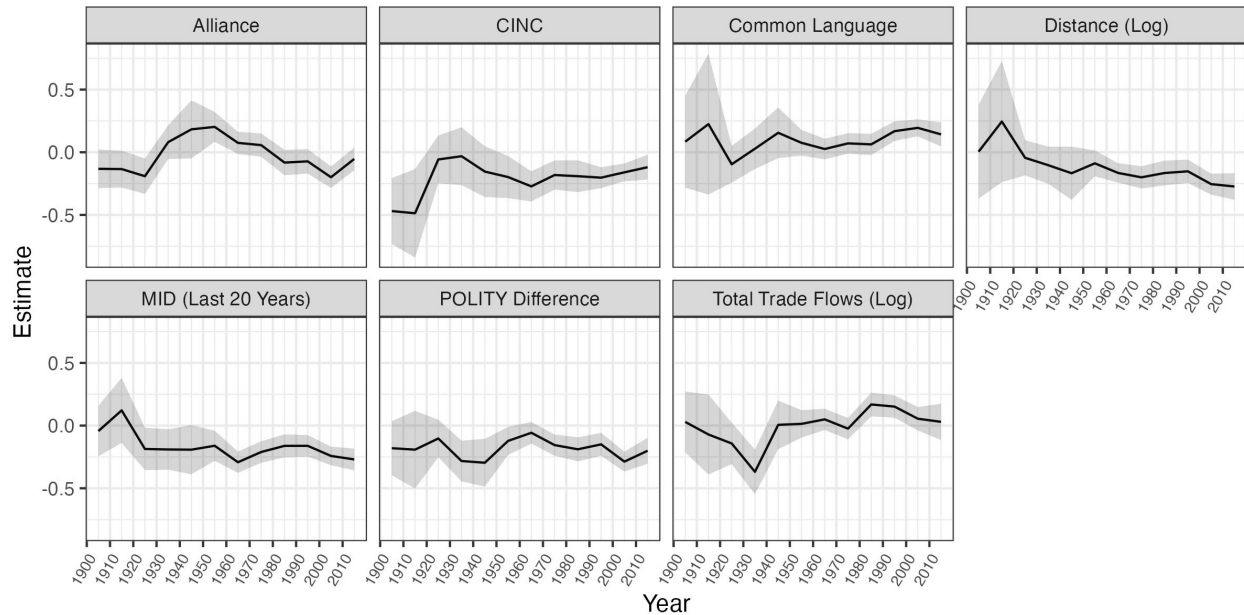 Alliance
CINC
Common Language
Distance (Log)
0.5
0.0
-0.5
1900 1910 1920 1930 1940 1950 1960 1970 1980 1990 2000 2010
MID (Last 20 Years)
POLITY Difference
Total Trade Flows (Log)
0.5
0.0
-0.5
1900 1910 1920 1930 1940 1950 1960 1970 1980 1990 2000 2010
1900 1910 1920 1930 1940 1950 1960 1970 1980 1990 2000 2010
1900 1910 1920 1930 1940 1950 1960 1970 1980 1990 2000 2010
Estimate
Year